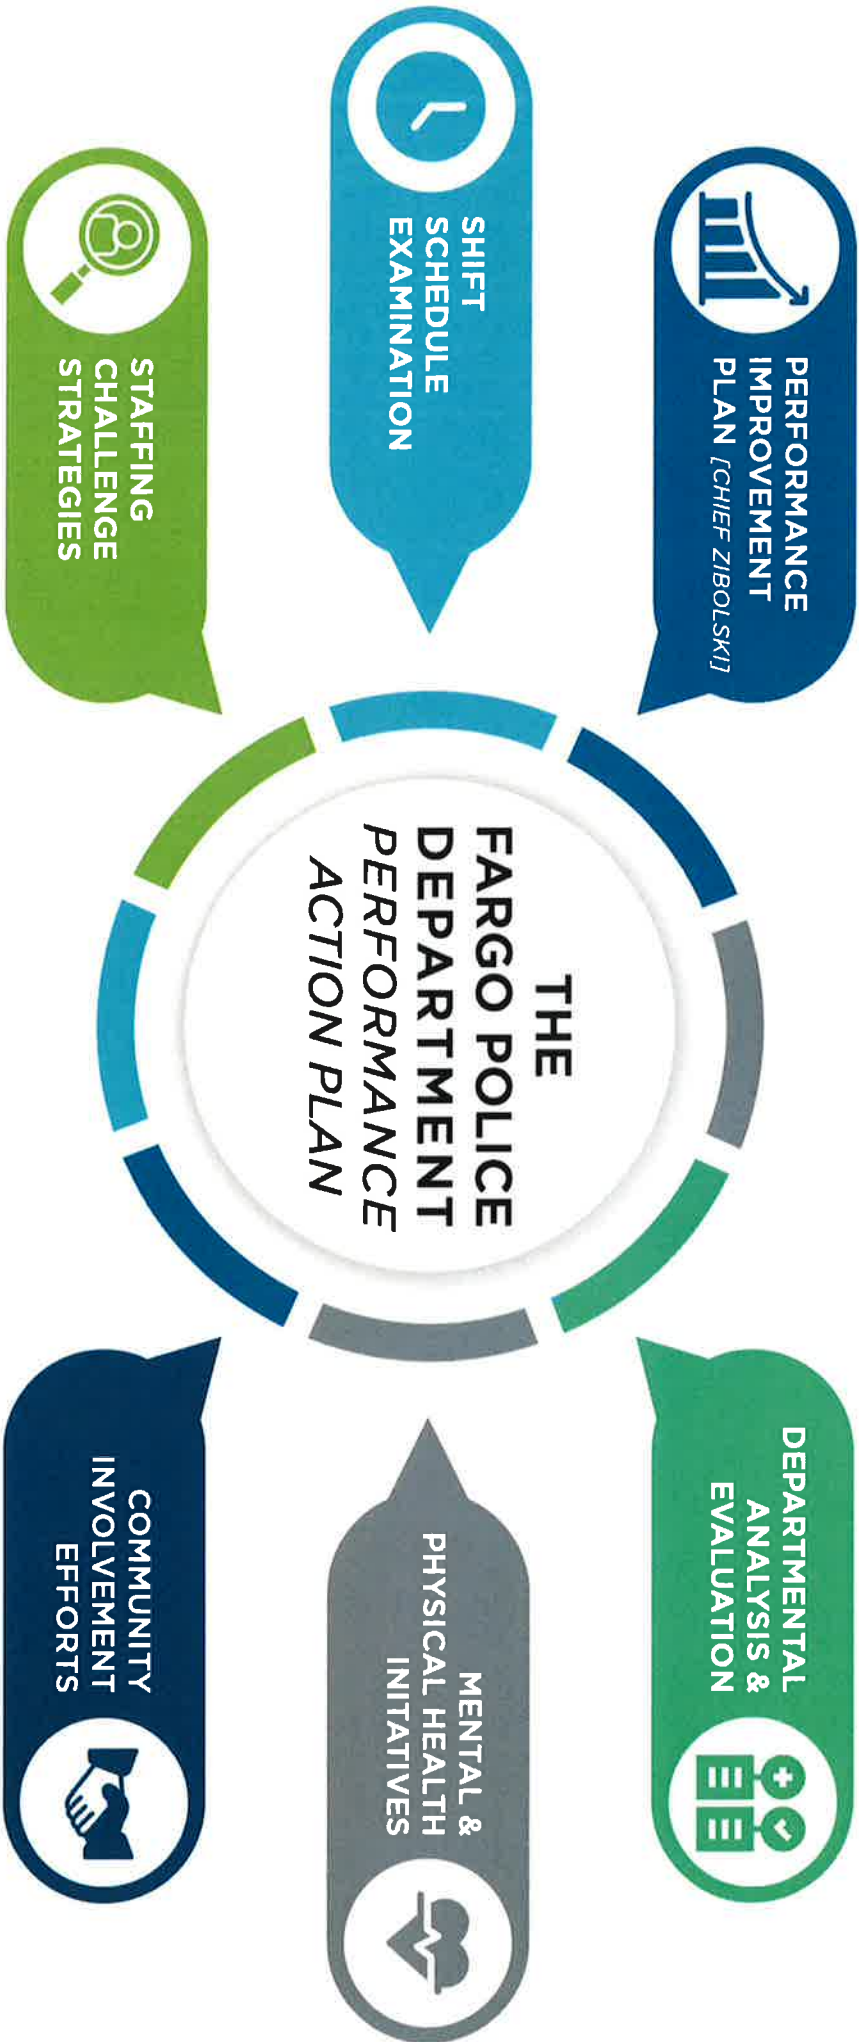 PERFORMANCE
IMPROVEMENT
PLAN [CHIEF ZIBOLSKI]
SHIFT
SCHEDULE
EXAMINATION
STAFFING
CHALLENGE
STRATEGIES
THE
FARGO POLICE
DEPARTMENT
PERFORMANCE
ACTION PLAN
DEPARTMENTAL
ANALYSIS &
EVALUATION
MENTAL &
PHYSICAL HEALTH
INITATIVES
COMMUNITY
INVOLVEMENT
EFFORTS